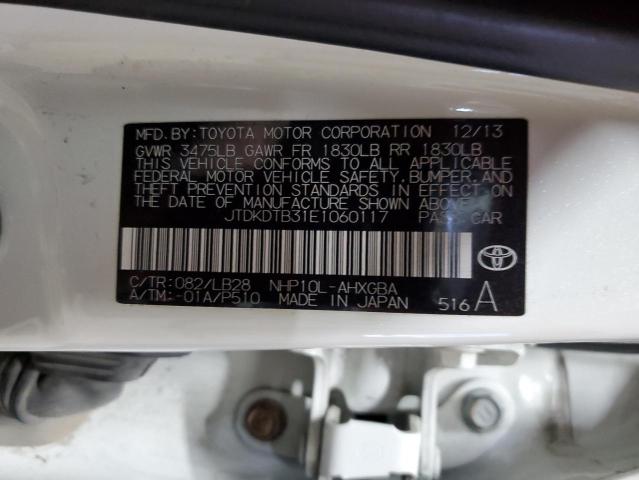 MFD. BY: TOYOTA MOTOR CORPORATION 12/13
GVWR 3475LB GAWR FR 1830LB RR 1830LB
THIS VEHICLE CONFORMS TO ALL APPLICABLE
FEDERAL MOTOR VEHICLE SAFETY, BUMPER, AND
THEFT PREVENTION STANDARDS IN EFFECT ON
THE DATE OF MANUFACTURE SHOWN ABOVE.
JTDKDTB31E1060117 PASS. CAR
C/TR: 082/LB28 NHP10L-AHXGBA
A/TM: -01A/P510 MADE IN JAPAN 516 A